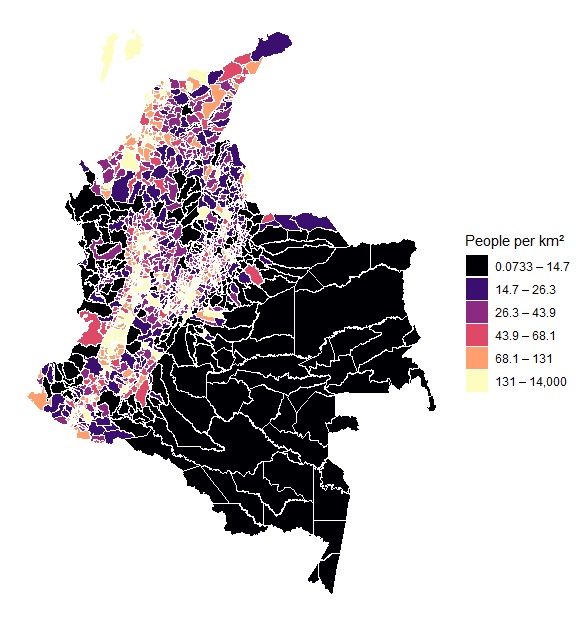 People per km²
0.0733 – 14.7
14.7 – 26.3
26.3 – 43.9
43.9 – 68.1
68.1 – 131
131 – 14,000